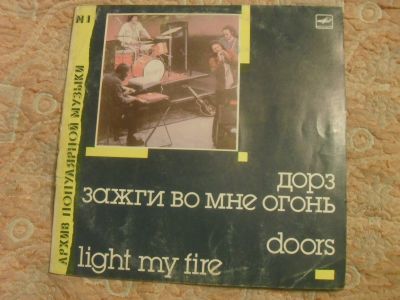 №1
АРХИВ ПОПУЛЯРНОЙ МУЗЫКИ
дорз
зажги во мне огонь
doors
light my fire